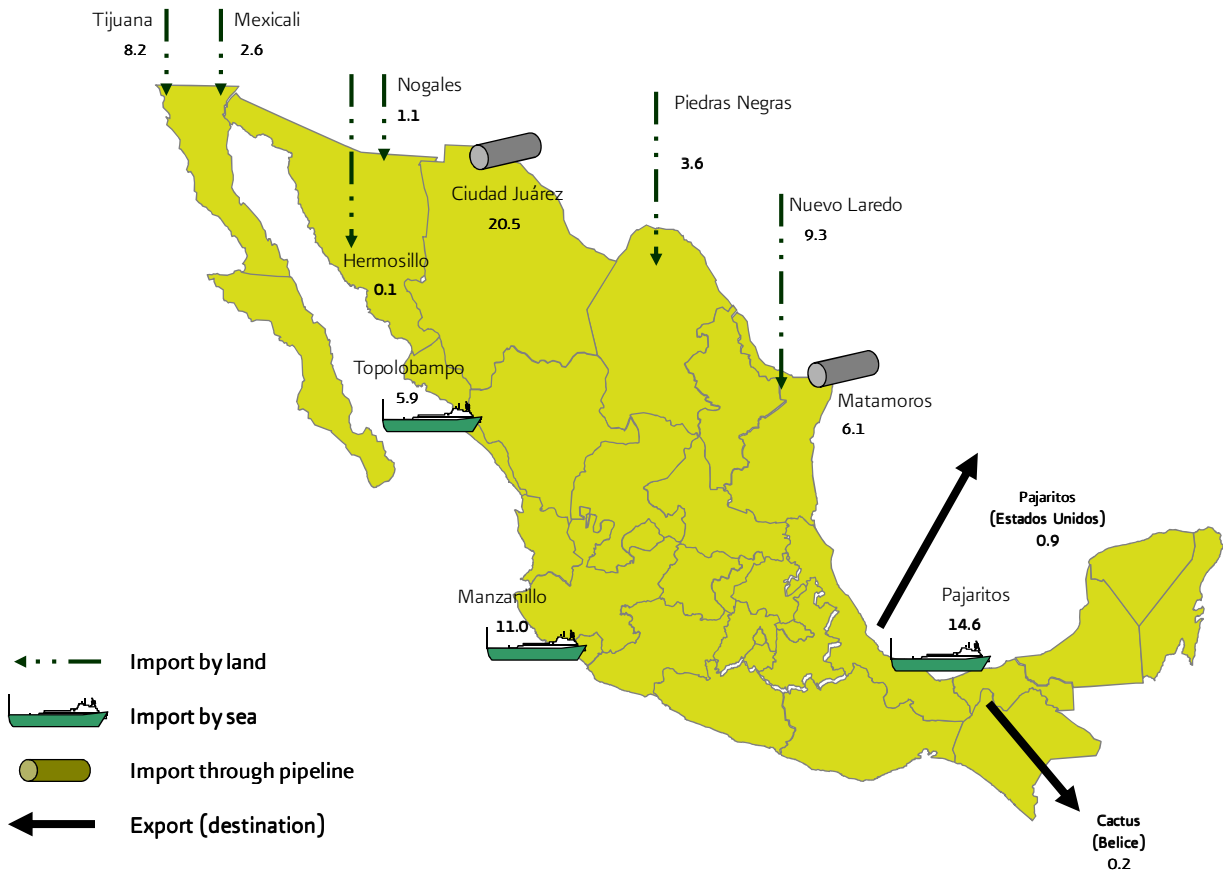 Tijuana
8.2
Mexicali
2.6
Nogales
1.1
Piedras Negras
3.6
Ciudad Juárez
20.5
Nuevo Laredo
9.3
Hermosillo
0.1
Topolobampo
5.9
Matamoros
6.1
Pajaritos
(Estados Unidos)
0.9
Manzanillo
11.0
Pajaritos
14.6
Import by land
Import by sea
Import through pipeline
Export (destination)
Cactus
(Belice)
0.2